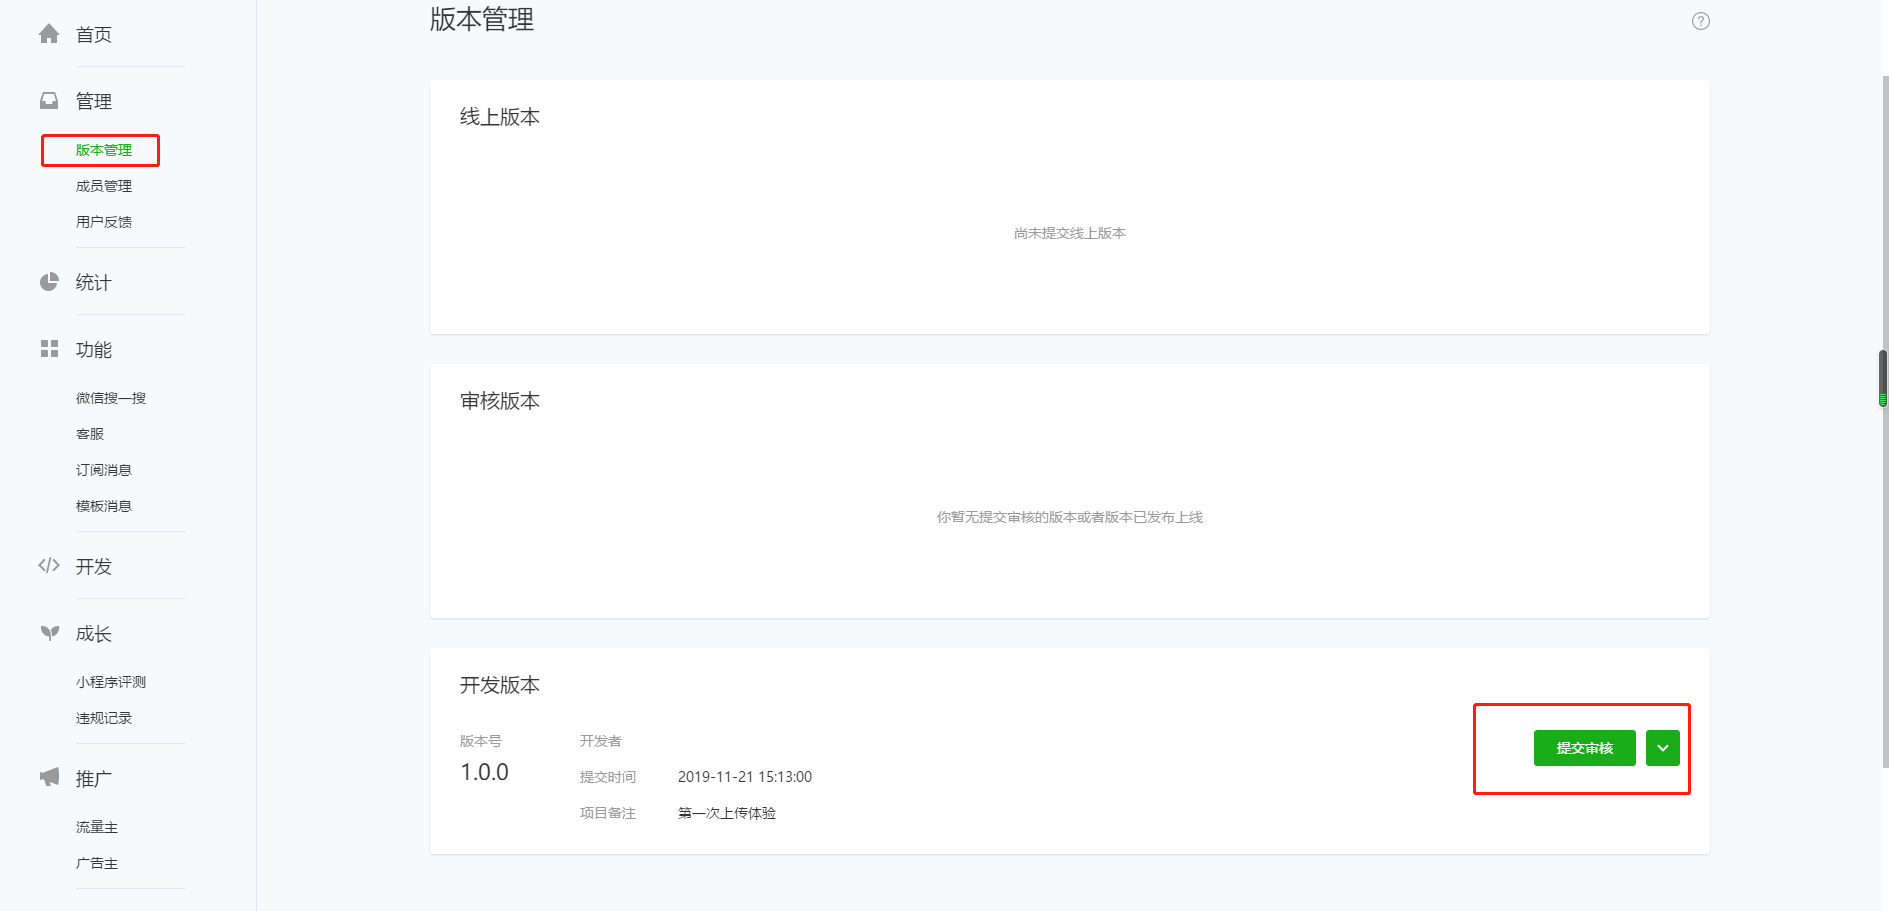 首页
管理
版本管理
成员管理
用户反馈
统计
功能
微信搜一搜
客服
订阅消息
模板消息
开发
成长
小程序评测
违规记录
推广
流量主
广告主
版本管理
?
线上版本
尚未提交线上版本
审核版本
你暂无提交审核的版本或者版本已发布上线
开发版本
版本号
1.0.0
开发者
提交时间 2019-11-21 15:13:00
项目备注 第一次上传体验
提交审核